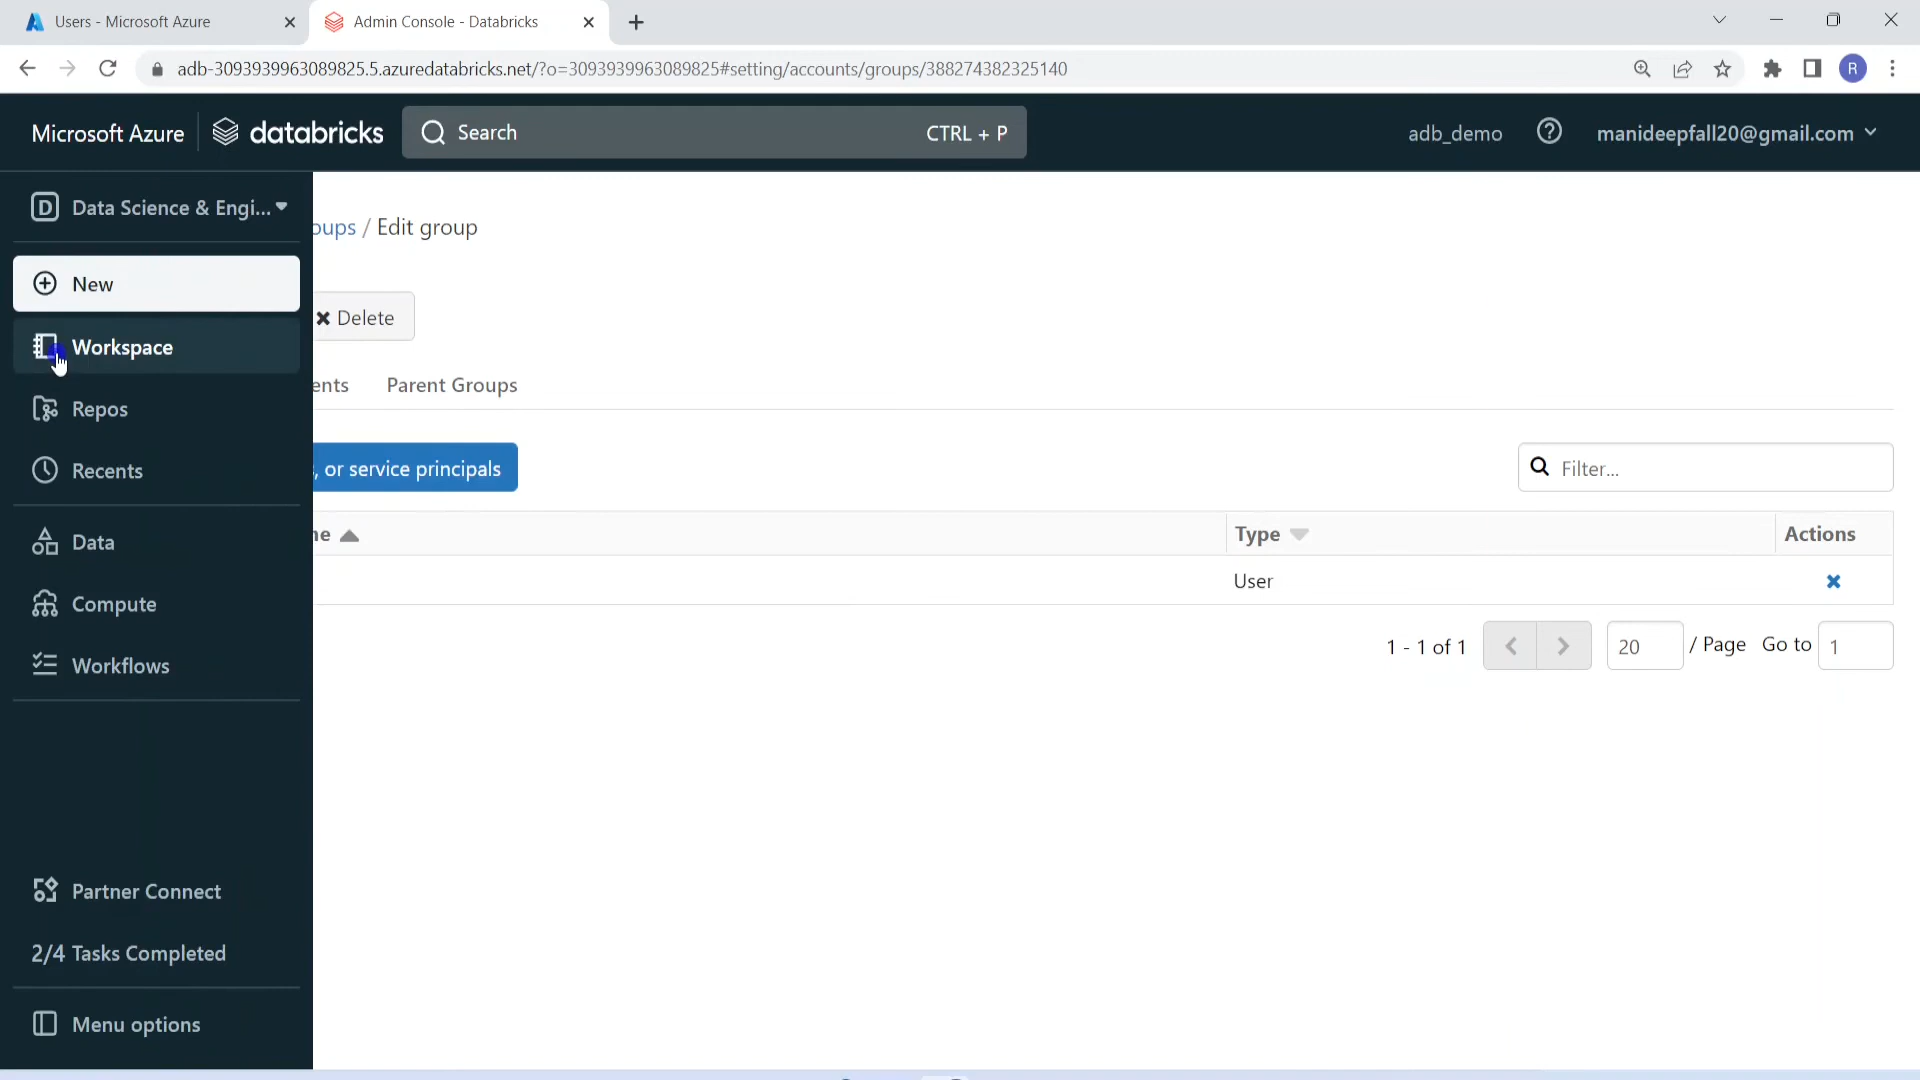 Users - Microsoft Azure
Admin Console - Databricks
adb-3093939963089825.5.azuredatabricks.net/?o=3093939963089825#setting/accounts/groups/388274382325140
R
Microsoft Azure
databricks
Search
CTRL + P
adb_demo
manideepfall20@gmail.com
D
Data Science & Engi...
oups / Edit group
New
Delete
Workspace
ents
Parent Groups
Repos
, or service principals
Filter...
Recents
ne
Type
Actions
Data
User
Compute
1 - 1 of 1
20
/ Page
Go to
1
Workflows
Partner Connect
2/4 Tasks Completed
Menu options